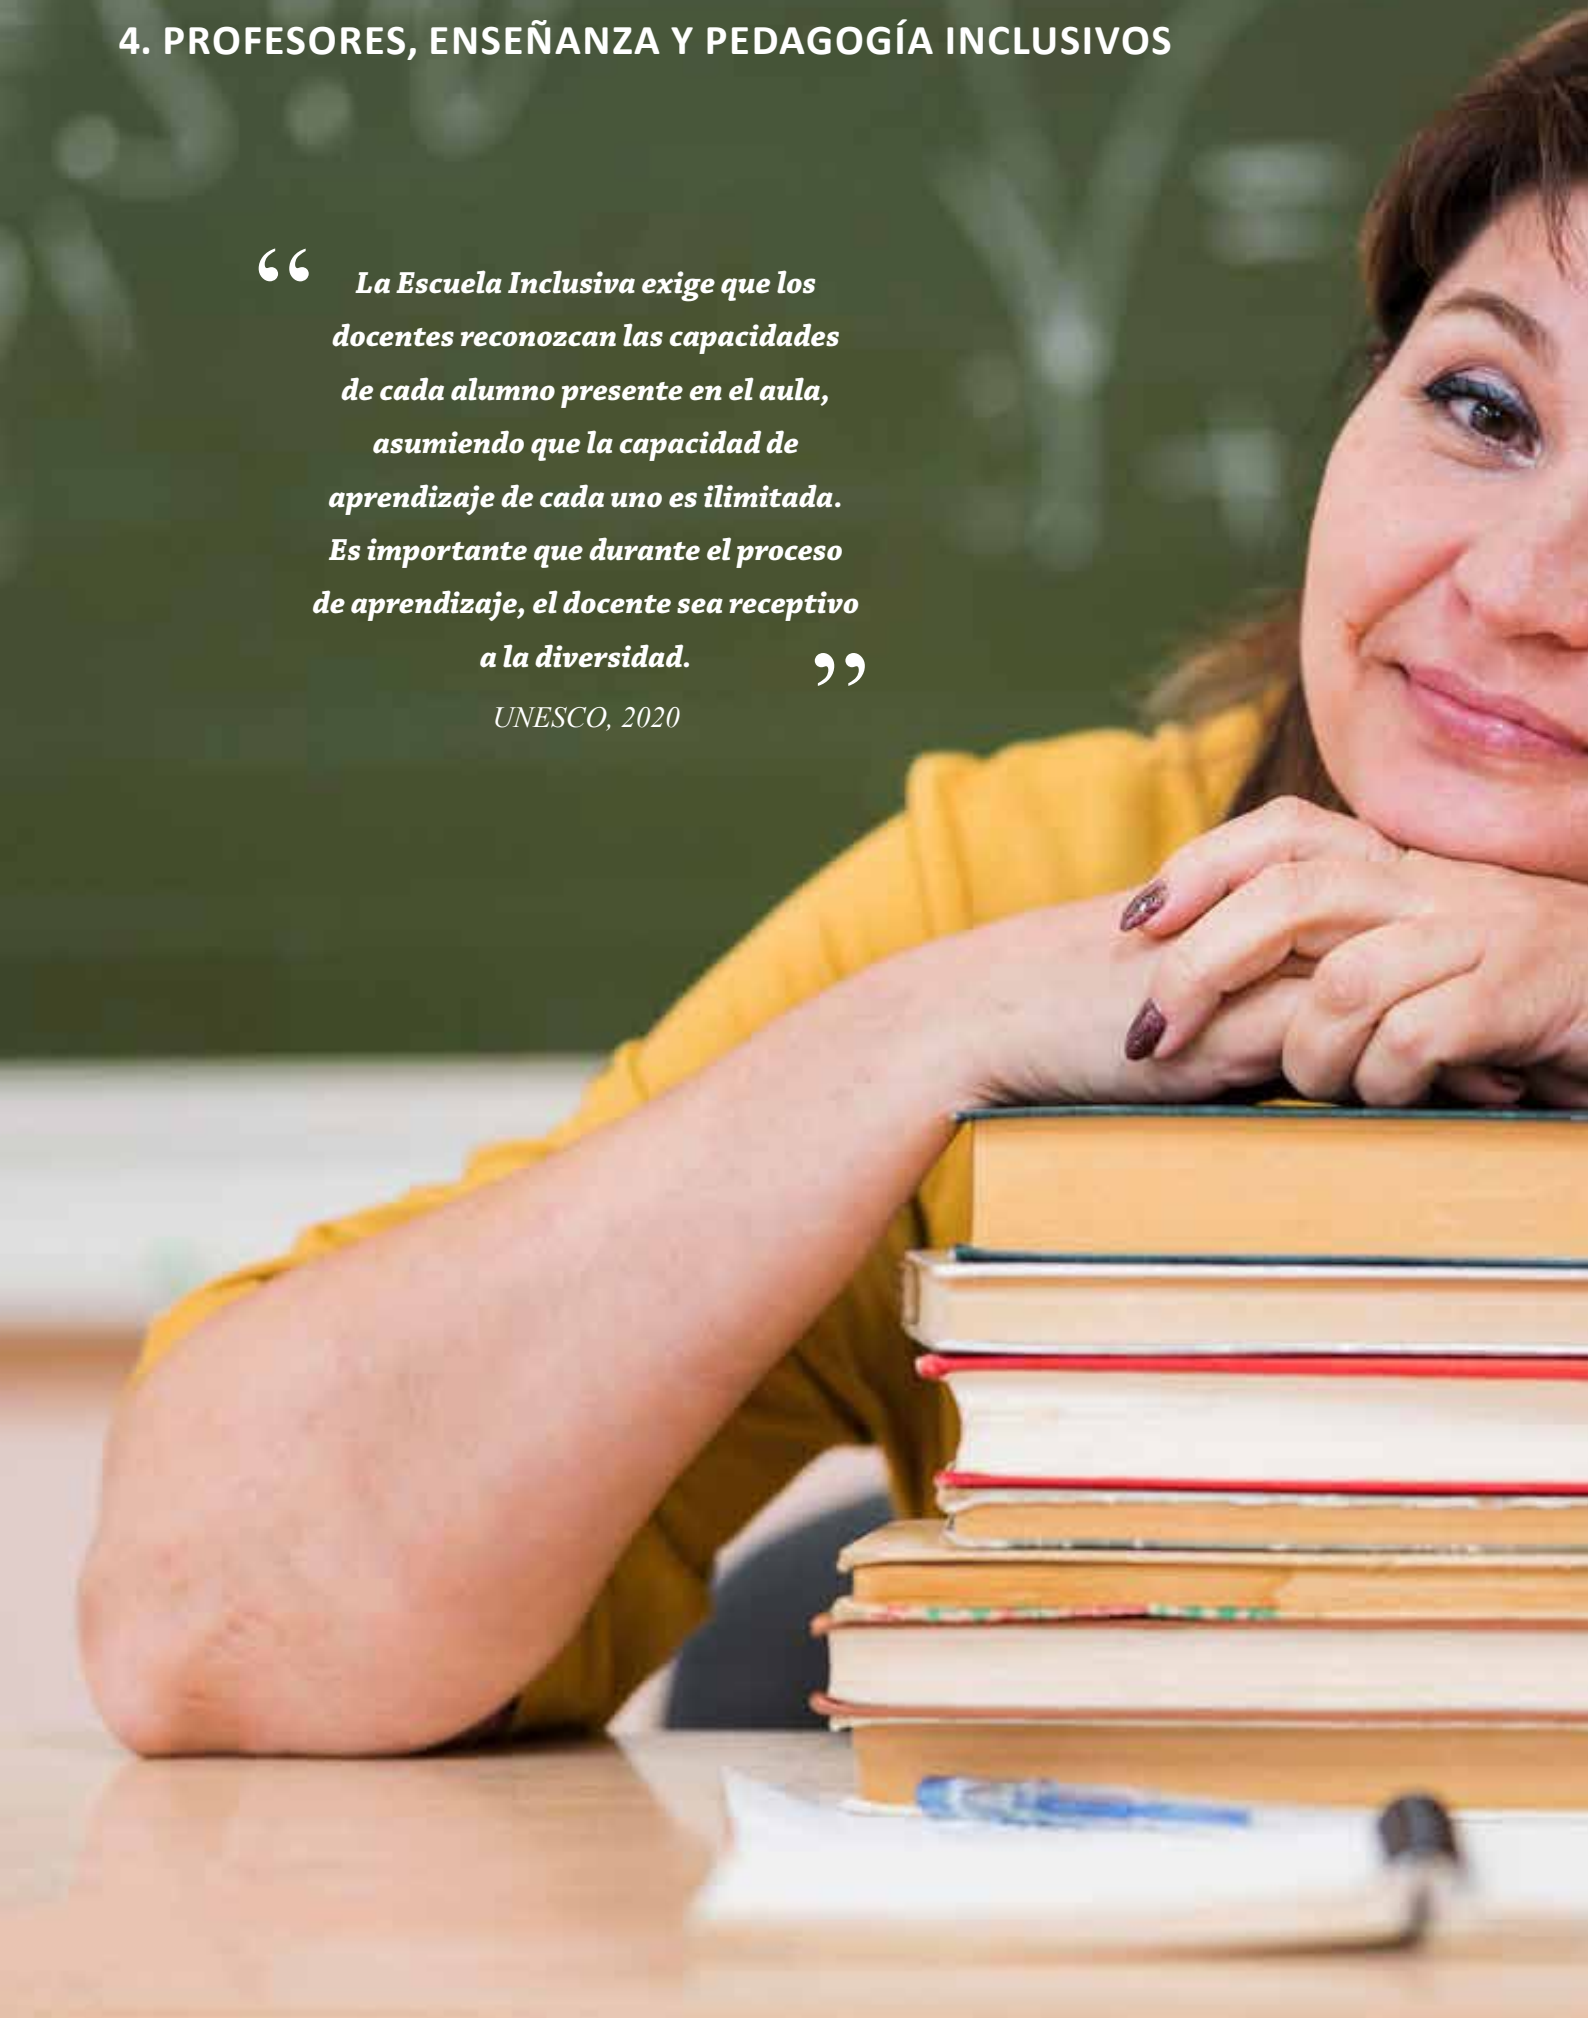 4. PROFESORES, ENSEÑANZA Y PEDAGOGÍA INCLUSIVOS
“ La Escuela Inclusiva exige que los
docentes reconozcan las capacidades
de cada alumno presente en el aula,
asumiendo que la capacidad de
aprendizaje de cada uno es ilimitada.
Es importante que durante el proceso
de aprendizaje, el docente sea receptivo
a la diversidad. ”
UNESCO, 2020